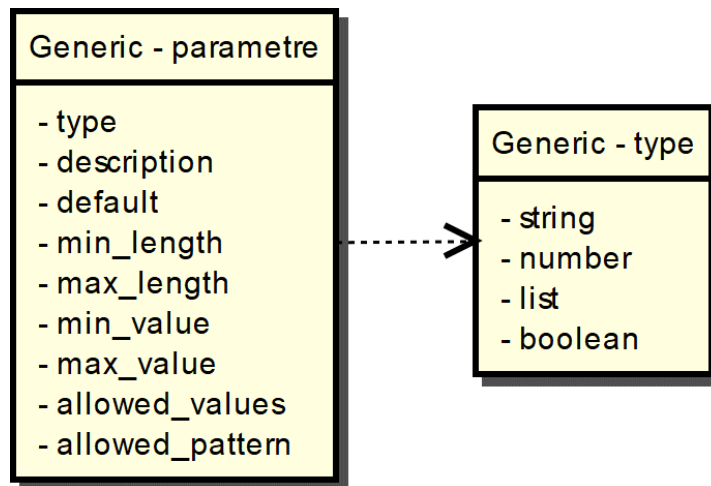 Generic - parametre
- type
- description
- default
- min_length
- max_length
- min_value
- max_value
- allowed_values
- allowed_pattern
Generic - type
- string
- number
- list
- boolean